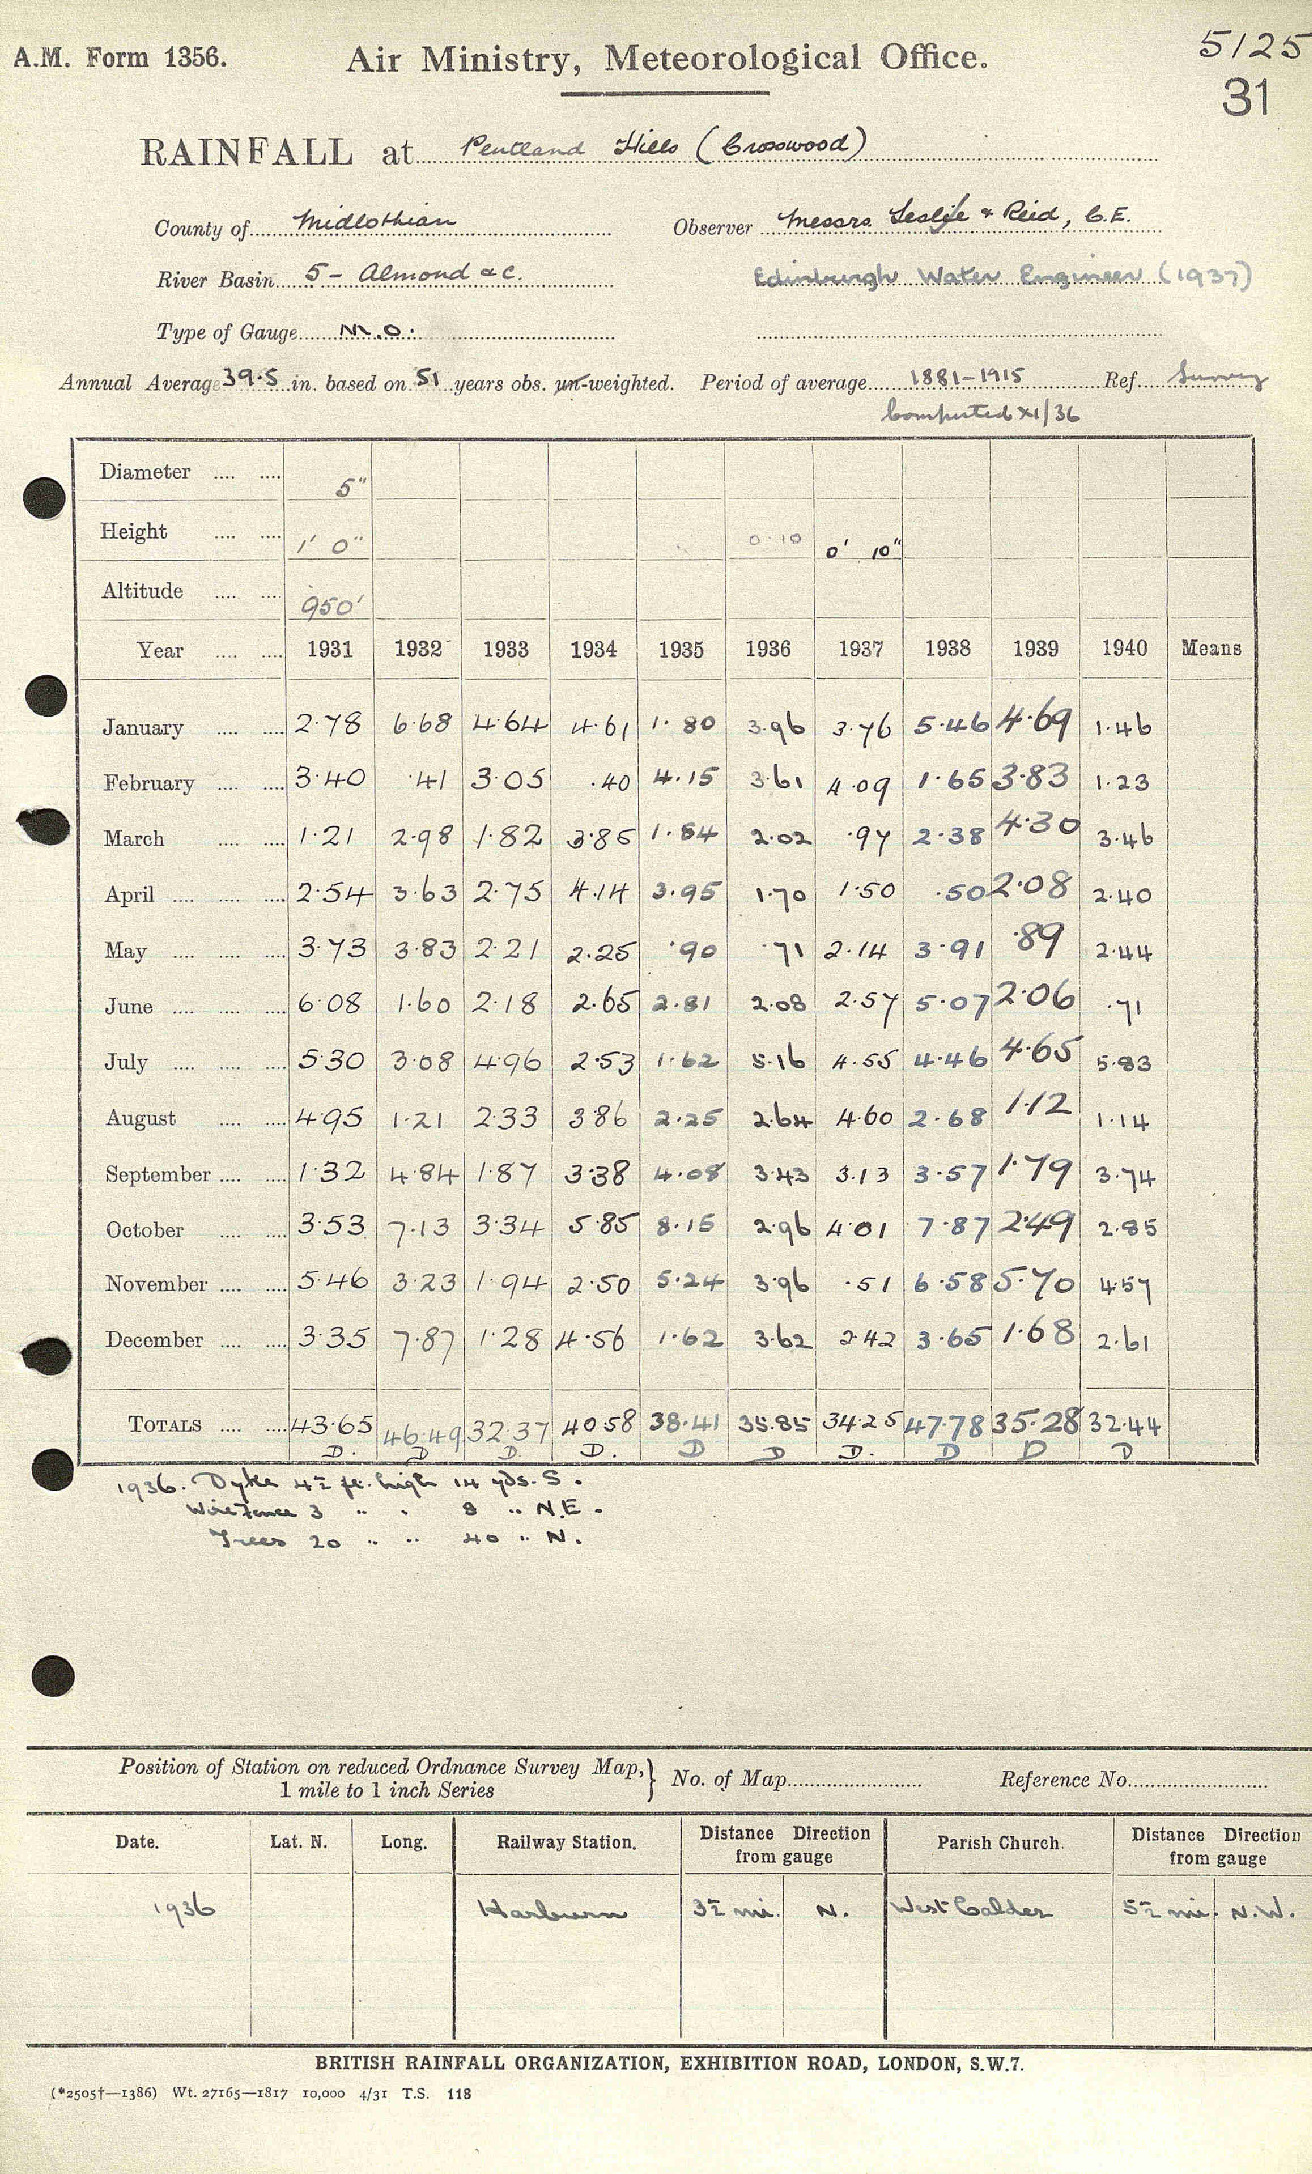 A.M. Form 1356. Air Ministry, Meteorological Office. 5125
31
RAINFALL at Pentland Hills (Crosswood)
County of Midlothian Observer Messrs. Leslie & Reid, C.E.
River Basin 5 - Almond &c. Edinburgh Water Engineer (1937)
Type of Gauge M.O.
Annual Average 39.5 in. based on 51 years obs. un-weighted. Period of average 1881-1915 Ref. Survey
Computed XI/36
Diameter 5"
Height 1' 0" 0·10 0' 10"
Altitude 950'
Year 1931 1932 1933 1934 1935 1936 1937 1938 1939 1940 Means
January 2·78 6·68 4·64 4·61 1·80 3·96 3·76 5·46 4·69 1·46
February 3·40 ·41 3·05 ·40 4·15 3·61 4·09 1·65 3·83 1·23
March 1·21 2·98 1·82 3·85 1·84 2·02 ·97 2·38 4·30 3·46
April 2·54 3·63 2·75 4·14 3·95 1·70 1·50 ·50 2·08 2·40
May 3·73 3·83 2·21 2·25 ·90 ·71 2·14 3·91 ·89 2·44
June 6·08 1·60 2·18 2·65 2·81 2·08 2·57 5·07 2·06 ·71
July 5·30 3·08 4·96 2·53 1·62 5·16 4·55 4·46 4·65 5·83
August 4·95 1·21 2·33 3·86 2·25 2·64 4·60 2·68 1·12 1·14
September 1·32 4·84 1·87 3·38 4·08 3·43 3·13 3·57 1·79 3·74
October 3·53 7·13 3·34 5·85 8·15 2·96 4·01 7·87 2·49 2·85
November 5·46 3·23 1·94 2·50 5·24 3·96 ·51 6·58 5·70 4·57
December 3·35 7·87 1·28 4·56 1·62 3·62 2·42 3·65 1·68 2·61
TOTALS 43·65 46·49 32·37 40·58 38·41 35·85 34·25 47·78 35·28 32·44
D. D D. D. D D D. D D D
1936. Dyke 4½ ft. high 14 yds. S.
Wire Fence 3 " " 8 " N.E.
Trees 20 " " 40 " N.
Position of Station on reduced Ordnance Survey Map, } No. of Map Reference No.
1 mile to 1 inch Series
Date. Lat. N. Long. Railway Station. Distance Direction from gauge Parish Church. Distance Direction from gauge
1936 Harburn 3½ mi. N. West Calder 5½ mi. N.W.
BRITISH RAINFALL ORGANIZATION, EXHIBITION ROAD, LONDON, S.W.7.
(*2505†—1386) Wt. 27165—1817 10,000 4/31 T.S. 118